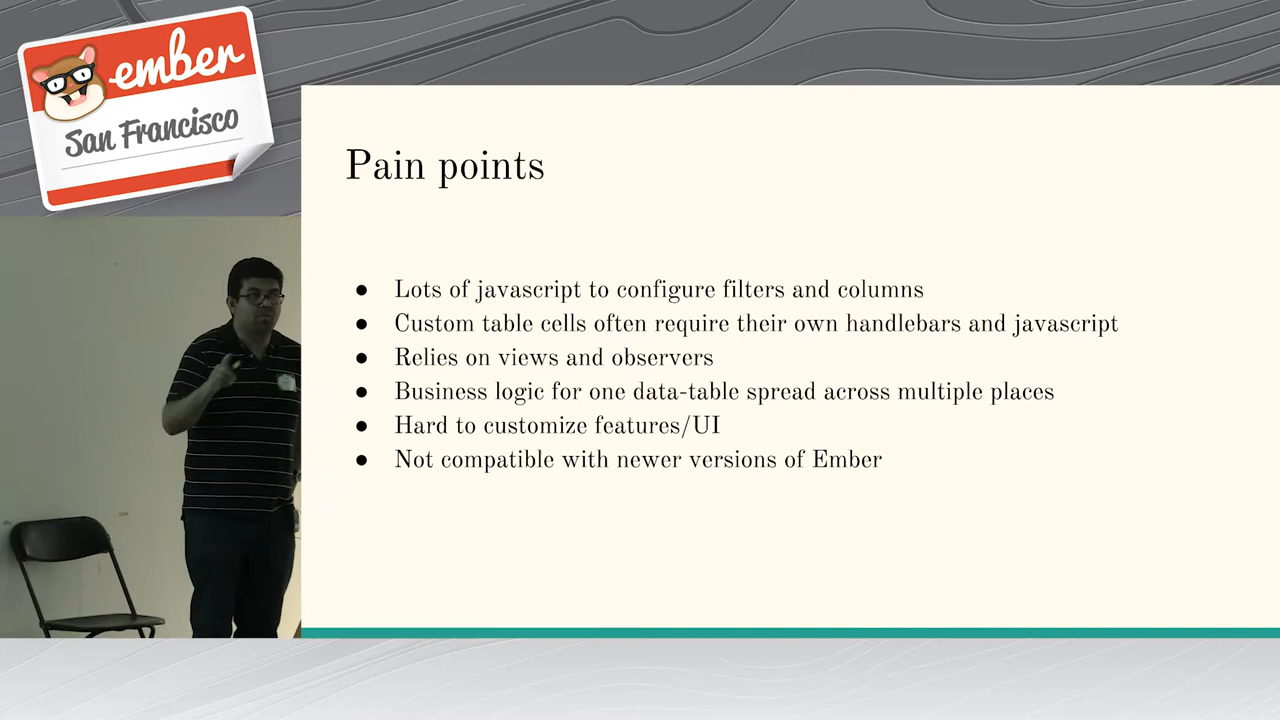 ember
San Francisco
Pain points
● Lots of javascript to configure filters and columns
● Custom table cells often require their own handlebars and javascript
● Relies on views and observers
● Business logic for one data-table spread across multiple places
● Hard to customize features/UI
● Not compatible with newer versions of Ember